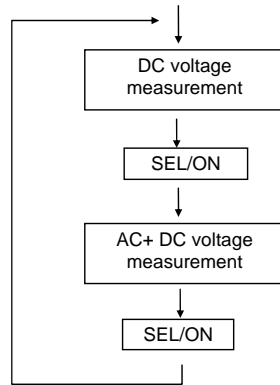 DC voltage
measurement
SEL/ON
AC+ DC voltage
measurement
SEL/ON